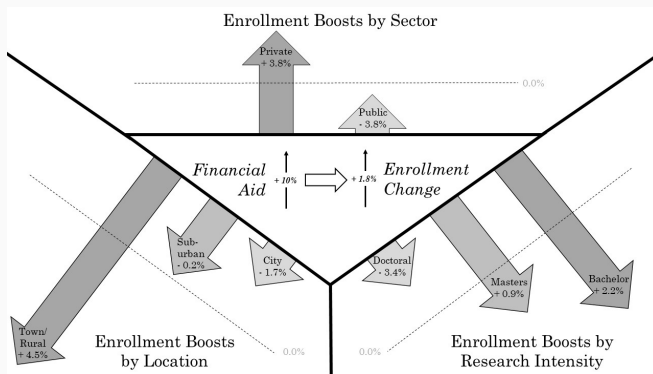 Enrollment Boosts by Sector
Private
+ 3.8%
0.0%
Public
- 3.8%
Financial
Aid
+ 10%
+ 1.8%
Enrollment
Change
Sub-
urban
- 0.2%
City
- 1.7%
Town/
Rural
+ 4.5%
Enrollment Boosts
by Location
0.0%
Doctoral
- 3.4%
Masters
+ 0.9%
Bachelor
+ 2.2%
0.0%
Enrollment Boosts by
Research Intensity